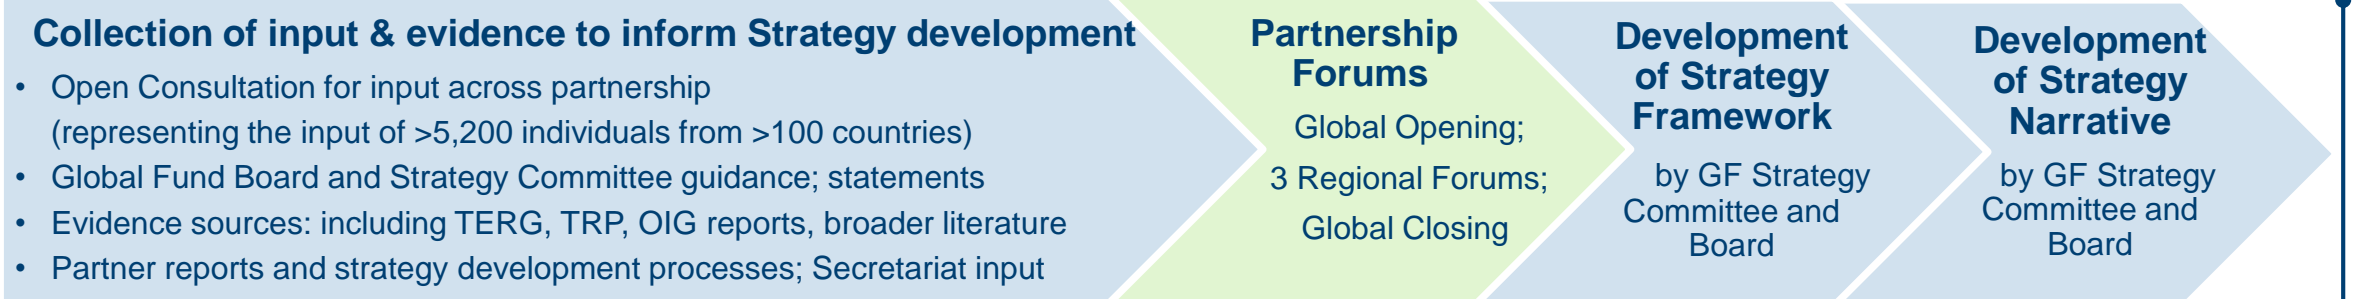 Collection of input & evidence to inform Strategy development
• Open Consultation for input across partnership
(representing the input of >5,200 individuals from >100 countries)
• Global Fund Board and Strategy Committee guidance; statements
• Evidence sources: including TERG, TRP, OIG reports, broader literature
• Partner reports and strategy development processes; Secretariat input
Partnership
Forums
Global Opening;
3 Regional Forums;
Global Closing
Development
of Strategy
Framework
by GF Strategy
Committee and
Board
Development
of Strategy
Narrative
by GF Strategy
Committee and
Board